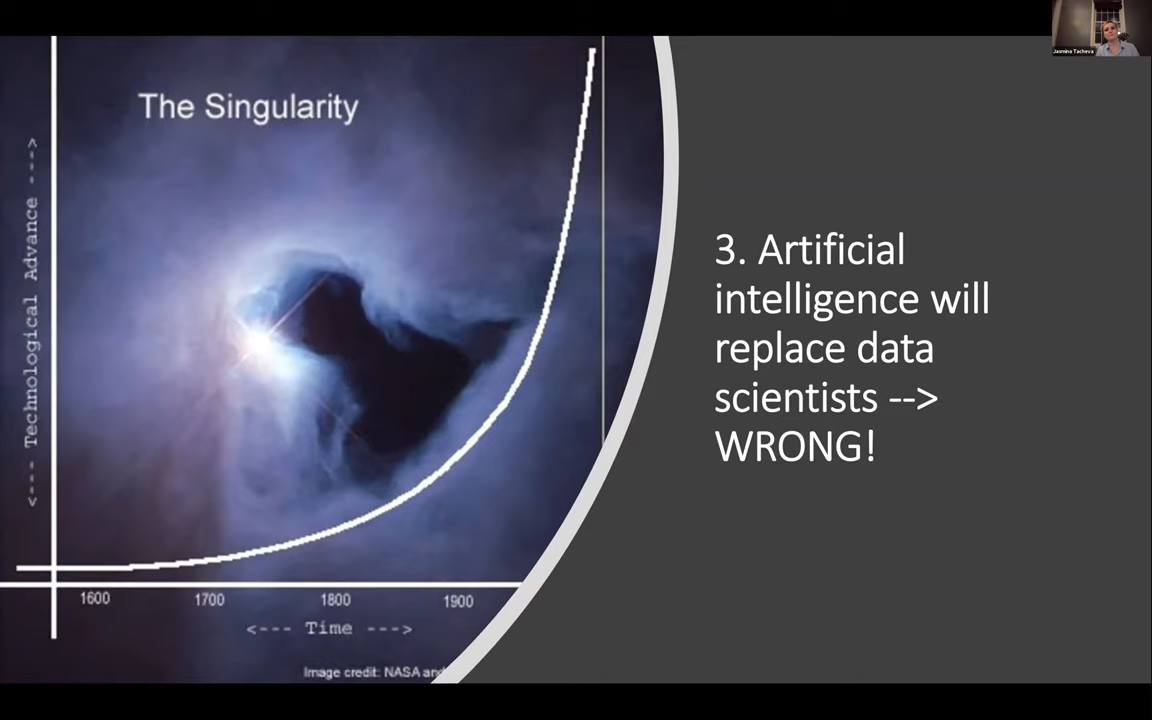 Jasmina Tacheva
The Singularity
<--- Technological Advance --->
1600 1700 1800 1900
<--- Time --->
Image credit: NASA and
3. Artificial
intelligence will
replace data
scientists -->
WRONG!